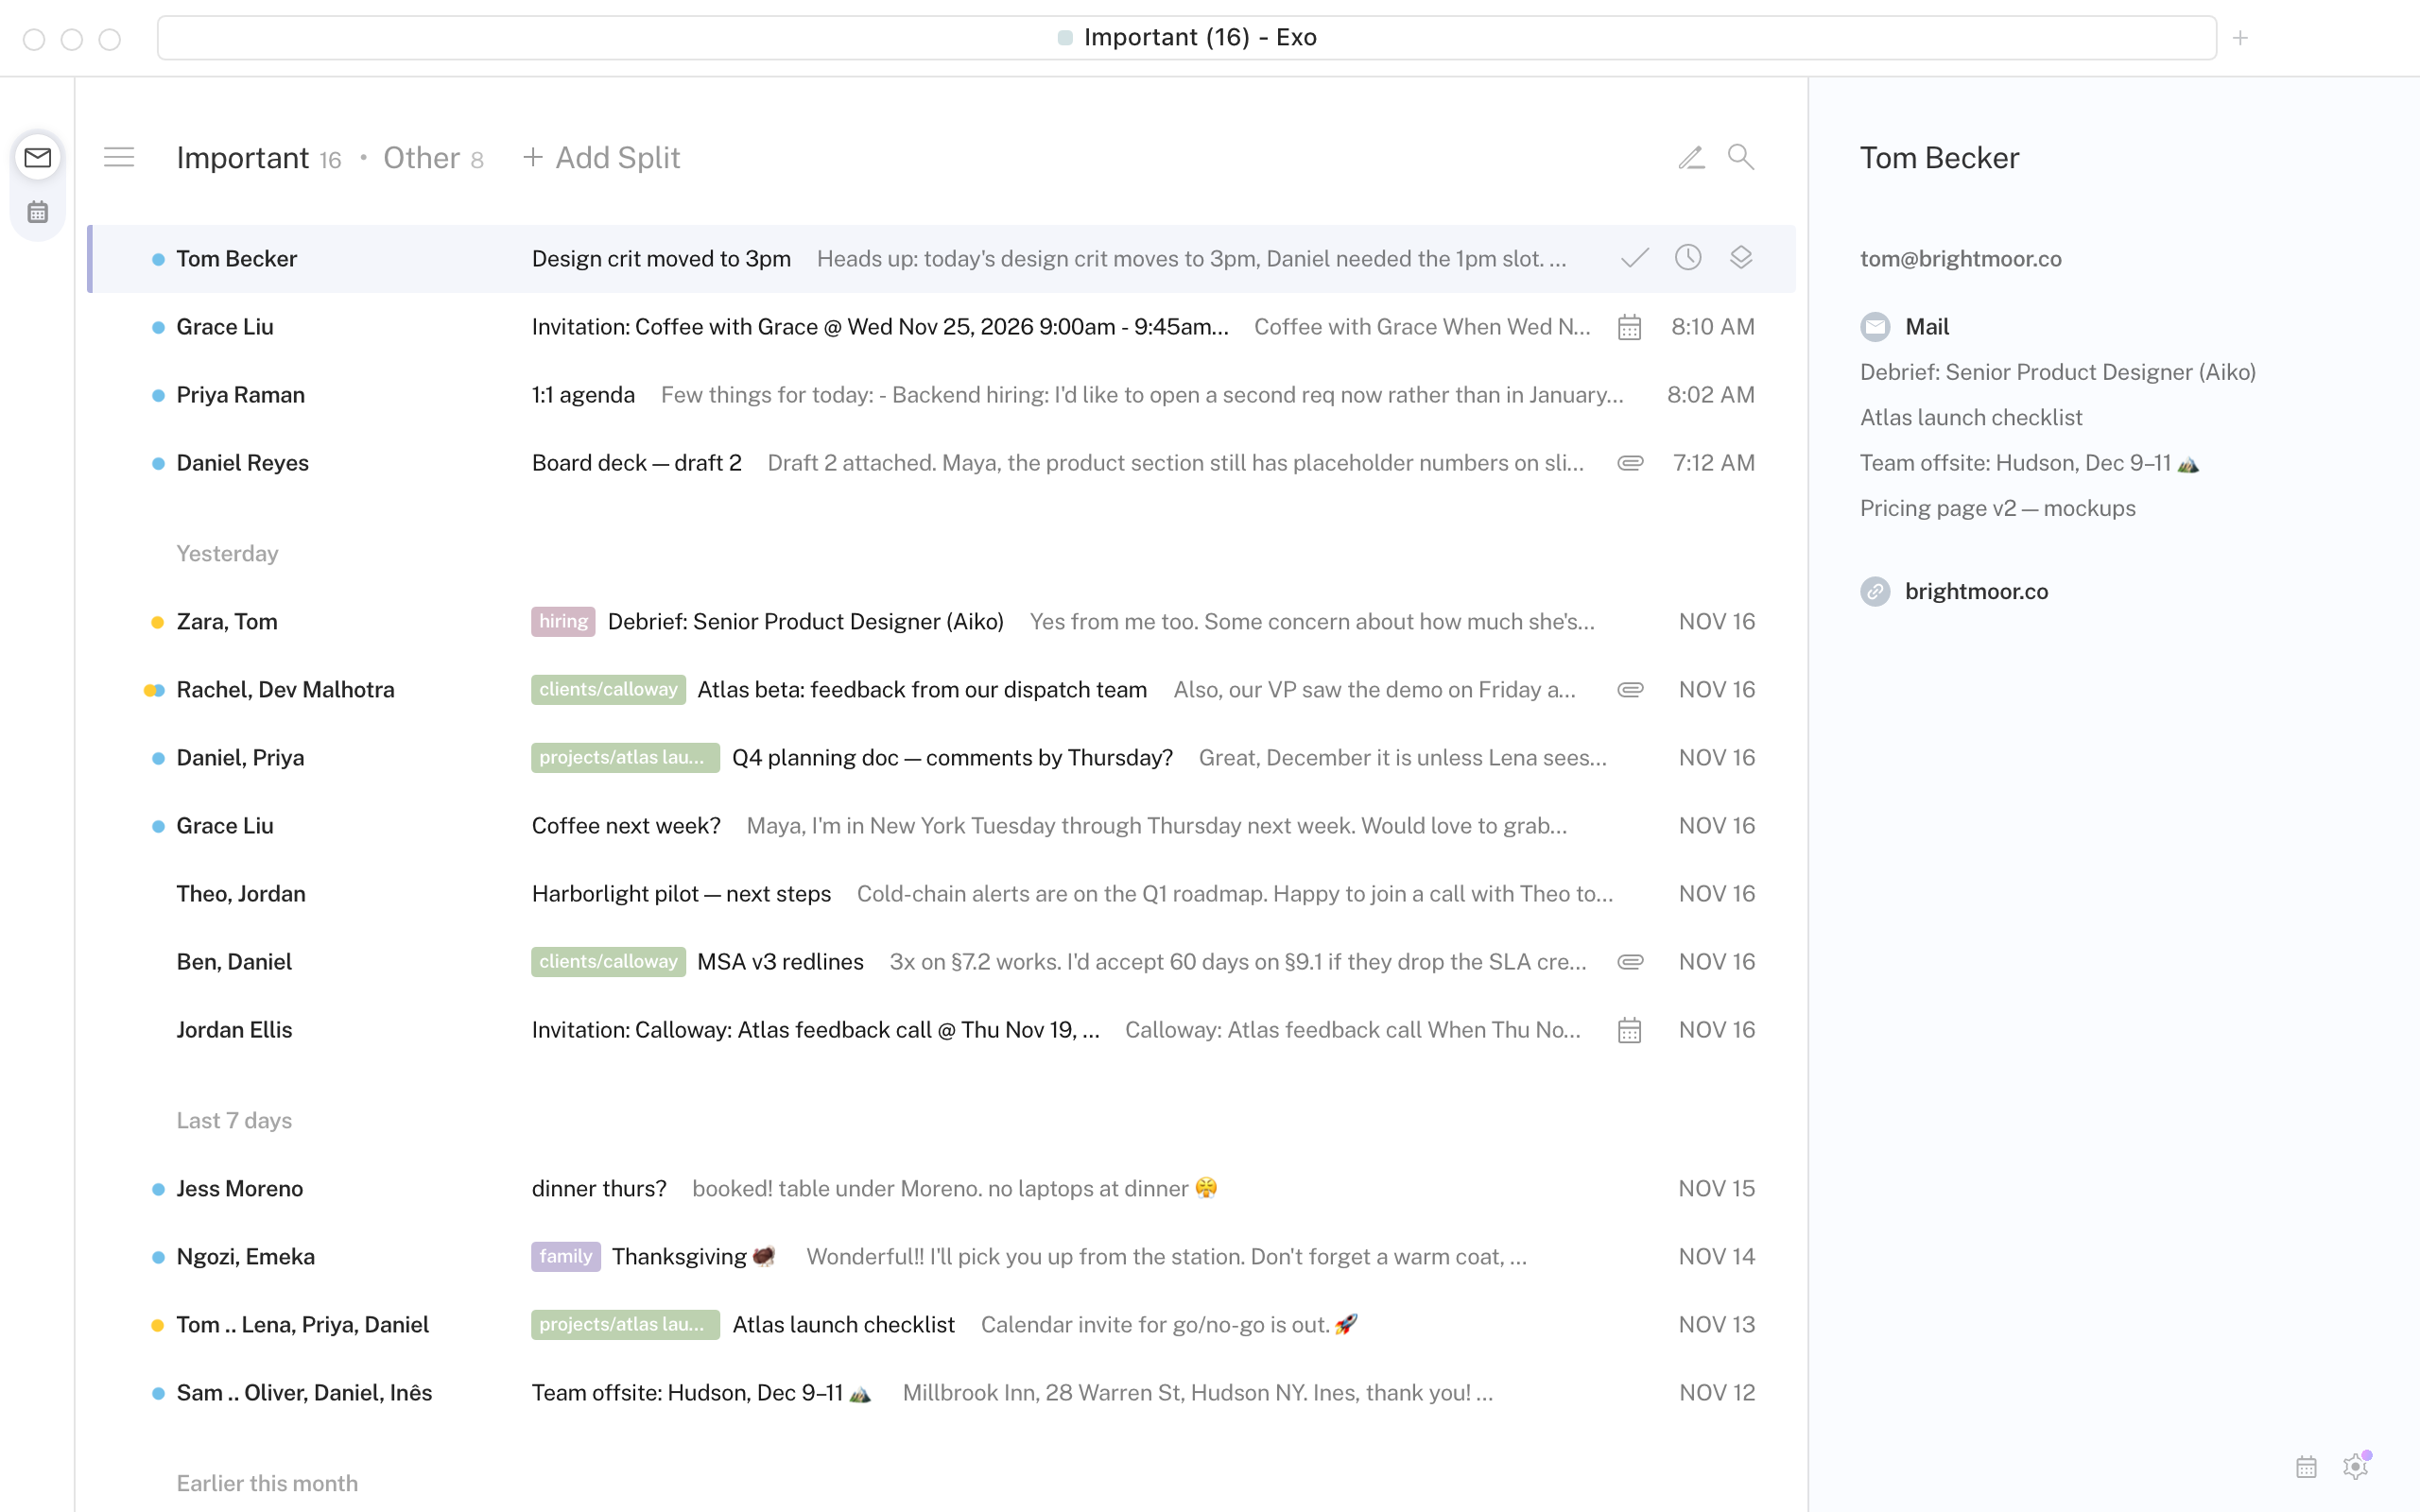 Important (16) - Exo
Important 16 • Other 8 + Add Split
Tom Becker Design crit moved to 3pm Heads up: today's design crit moves to 3pm, Daniel needed the 1pm slot. ...
Grace Liu Invitation: Coffee with Grace @ Wed Nov 25, 2026 9:00am - 9:45am... Coffee with Grace When Wed N... 8:10 AM
Priya Raman 1:1 agenda Few things for today: - Backend hiring: I'd like to open a second req now rather than in January... 8:02 AM
Daniel Reyes Board deck — draft 2 Draft 2 attached. Maya, the product section still has placeholder numbers on sli... 7:12 AM
Yesterday
Zara, Tom hiring Debrief: Senior Product Designer (Aiko) Yes from me too. Some concern about how much she's... NOV 16
Rachel, Dev Malhotra clients/calloway Atlas beta: feedback from our dispatch team Also, our VP saw the demo on Friday a... NOV 16
Daniel, Priya projects/atlas lau... Q4 planning doc — comments by Thursday? Great, December it is unless Lena sees... NOV 16
Grace Liu Coffee next week? Maya, I'm in New York Tuesday through Thursday next week. Would love to grab... NOV 16
Theo, Jordan Harborlight pilot — next steps Cold-chain alerts are on the Q1 roadmap. Happy to join a call with Theo to... NOV 16
Ben, Daniel clients/calloway MSA v3 redlines 3x on §7.2 works. I'd accept 60 days on §9.1 if they drop the SLA cre... NOV 16
Jordan Ellis Invitation: Calloway: Atlas feedback call @ Thu Nov 19, ... Calloway: Atlas feedback call When Thu No... NOV 16
Last 7 days
Jess Moreno dinner thurs? booked! table under Moreno. no laptops at dinner 😤 NOV 15
Ngozi, Emeka family Thanksgiving 🦃 Wonderful!! I'll pick you up from the station. Don't forget a warm coat, ... NOV 14
Tom .. Lena, Priya, Daniel projects/atlas lau... Atlas launch checklist Calendar invite for go/no-go is out. 🚀 NOV 13
Sam .. Oliver, Daniel, Inês Team offsite: Hudson, Dec 9–11 🏔️ Millbrook Inn, 28 Warren St, Hudson NY. Ines, thank you! ... NOV 12
Earlier this month
Tom Becker
tom@brightmoor.co
Mail
Debrief: Senior Product Designer (Aiko)
Atlas launch checklist
Team offsite: Hudson, Dec 9–11 🏔️
Pricing page v2 — mockups
brightmoor.co